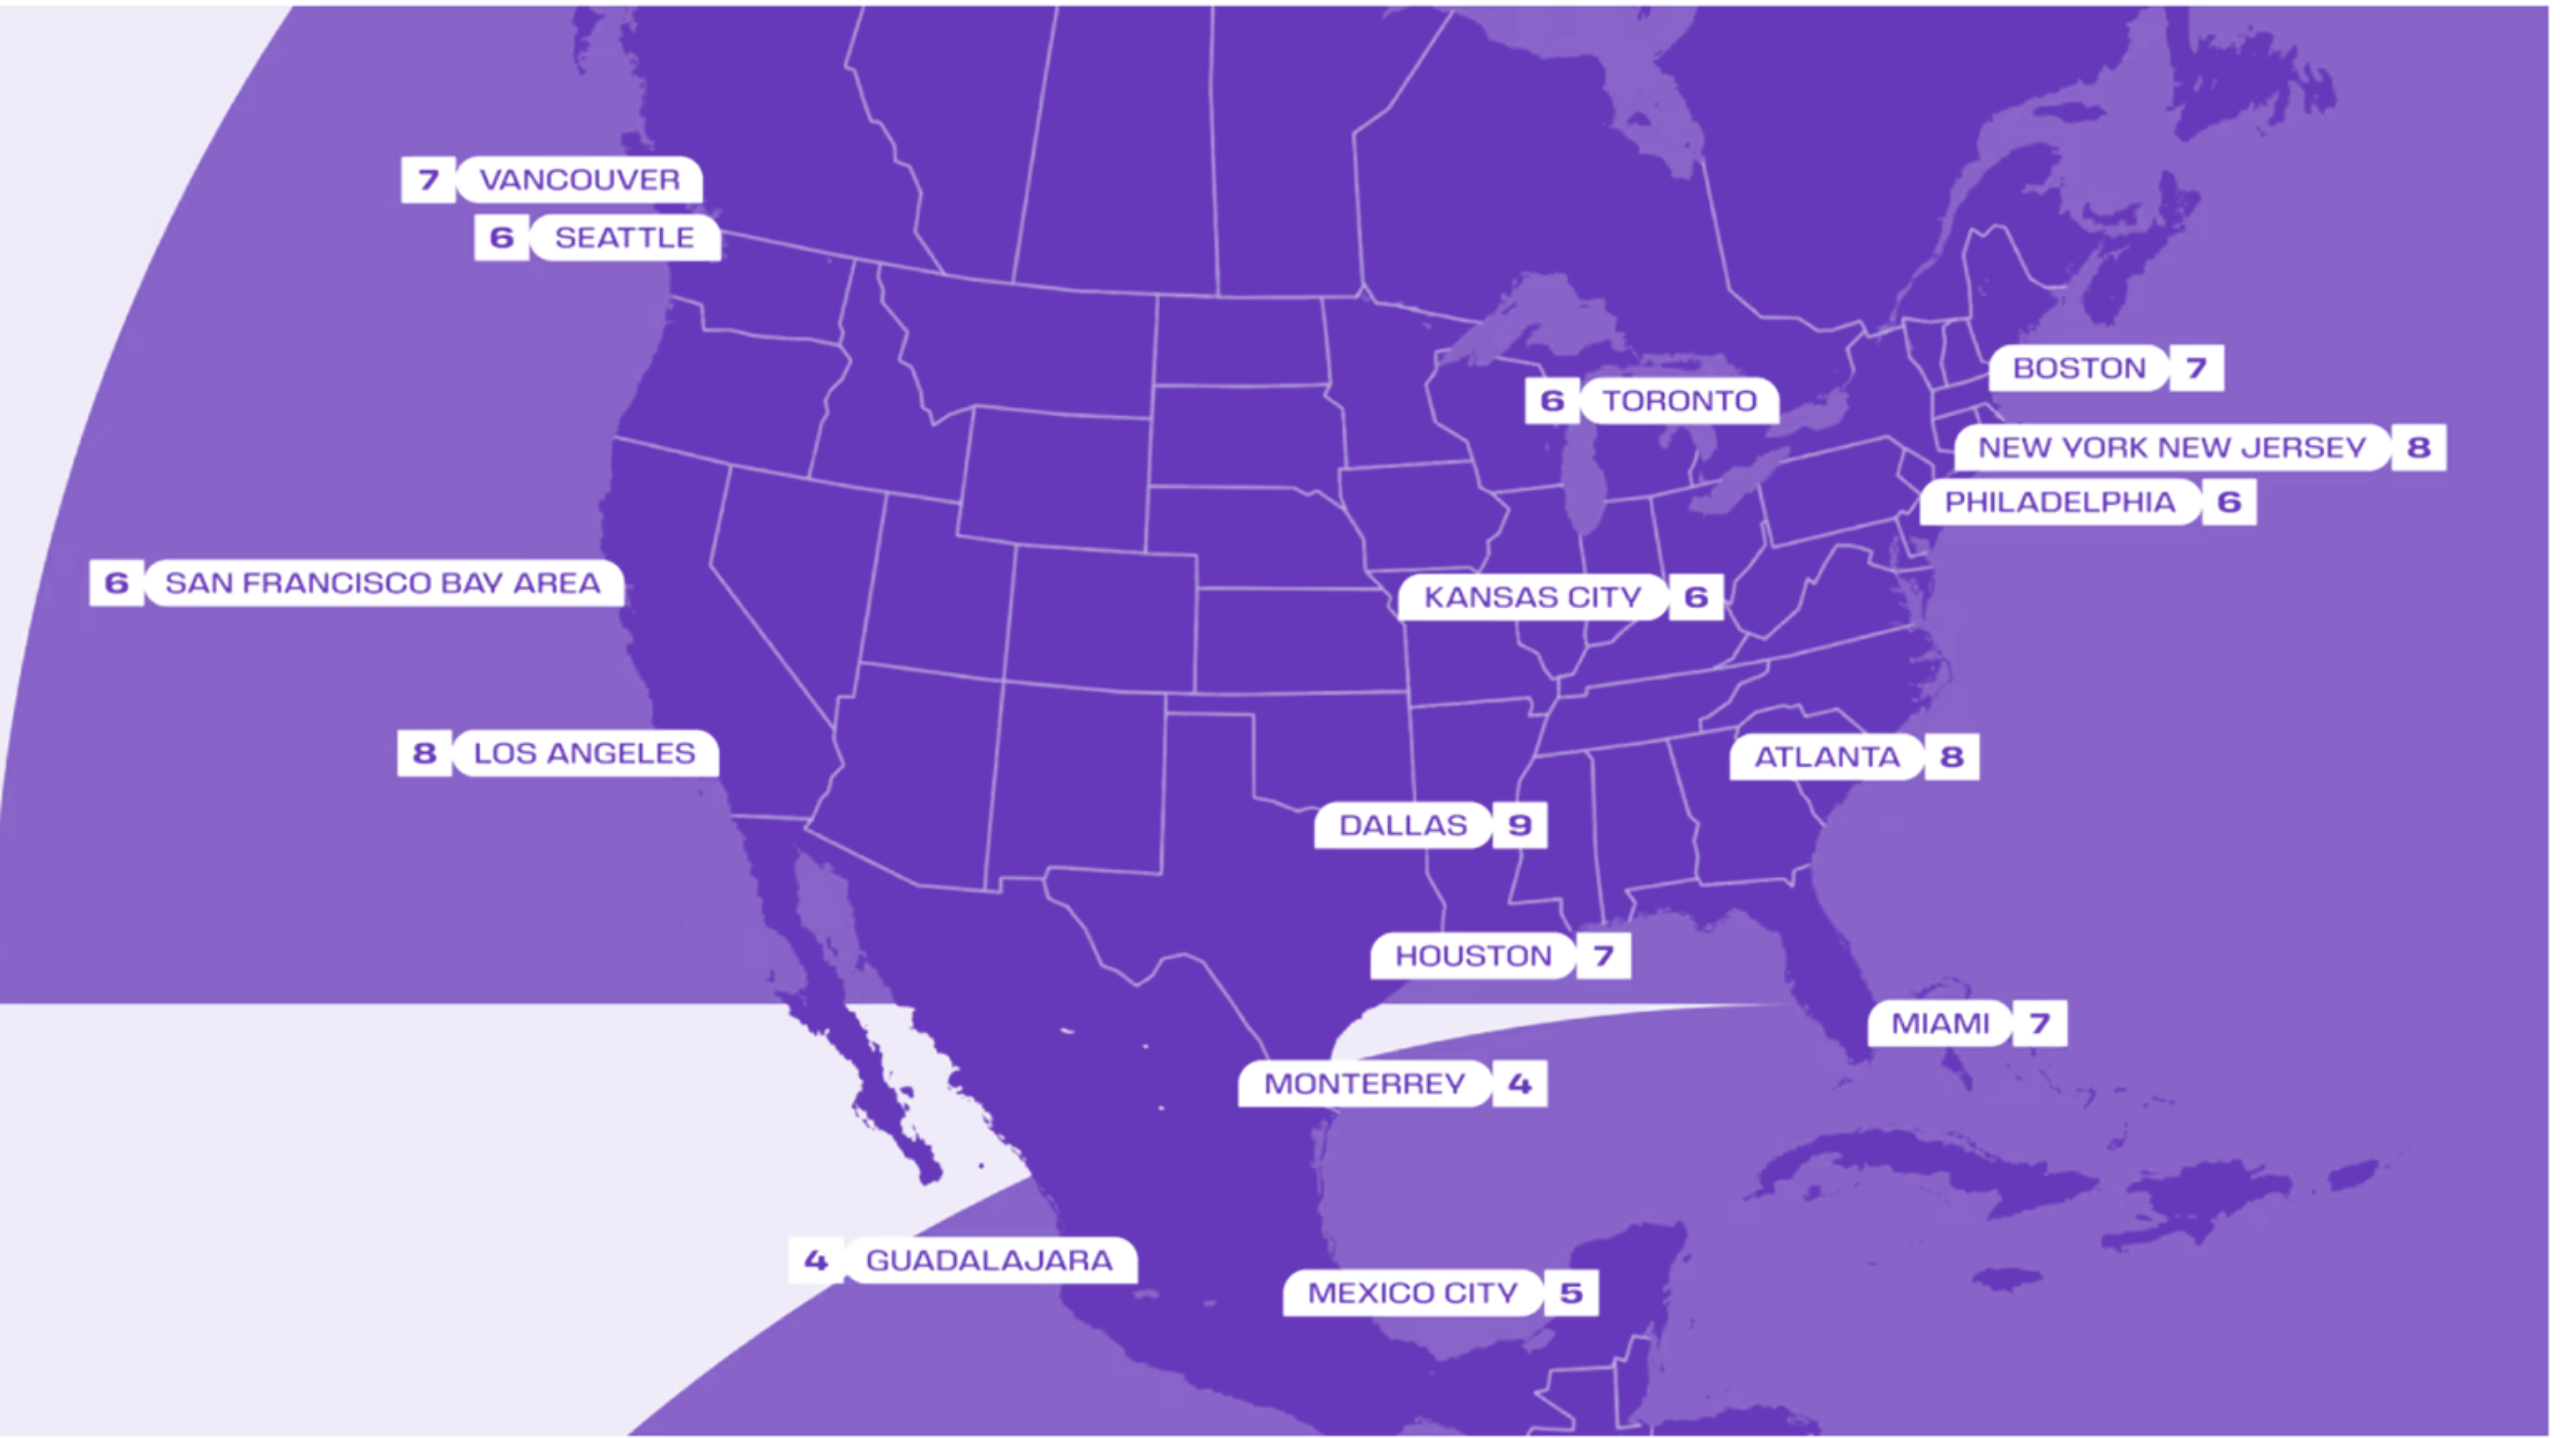 7 VANCOUVER
6 SEATTLE
BOSTON 7
6 TORONTO
NEW YORK NEW JERSEY 8
PHILADELPHIA 6
6 SAN FRANCISCO BAY AREA
KANSAS CITY 6
8 LOS ANGELES
ATLANTA 8
DALLAS 9
HOUSTON 7
MIAMI 7
MONTERREY 4
4 GUADALAJARA
MEXICO CITY 5